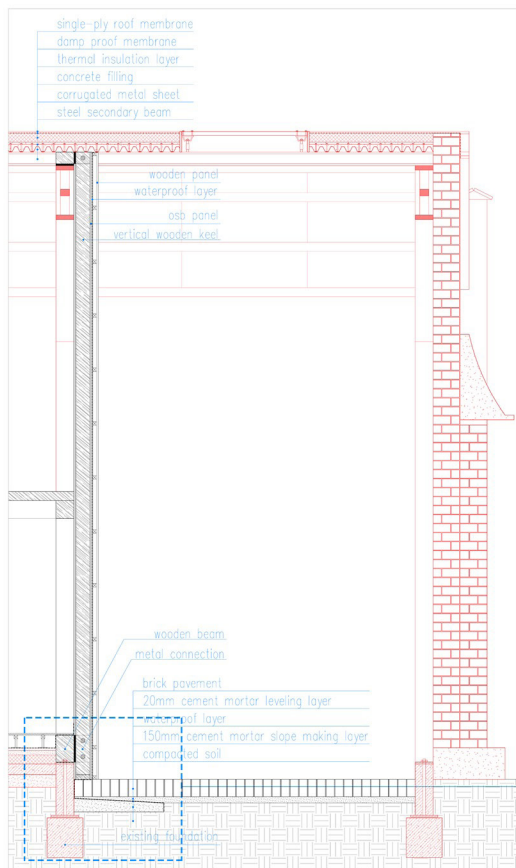 single-ply roof membrane
damp proof membrane
thermal insulation layer
concrete filling
corrugated metal sheet
steel secondary beam
wooden panel
waterproof layer
osb panel
vertical wooden keel
wooden beam
metal connection
brick pavement
20mm cement mortar leveling layer
waterproof layer
150mm cement mortar slope making layer
compacted soil
existing foundation